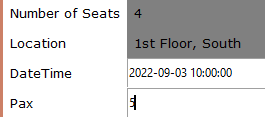 Number of Seats 4
Location 1st Floor, South
DateTime 2022-09-03 10:00:00
Pax 5